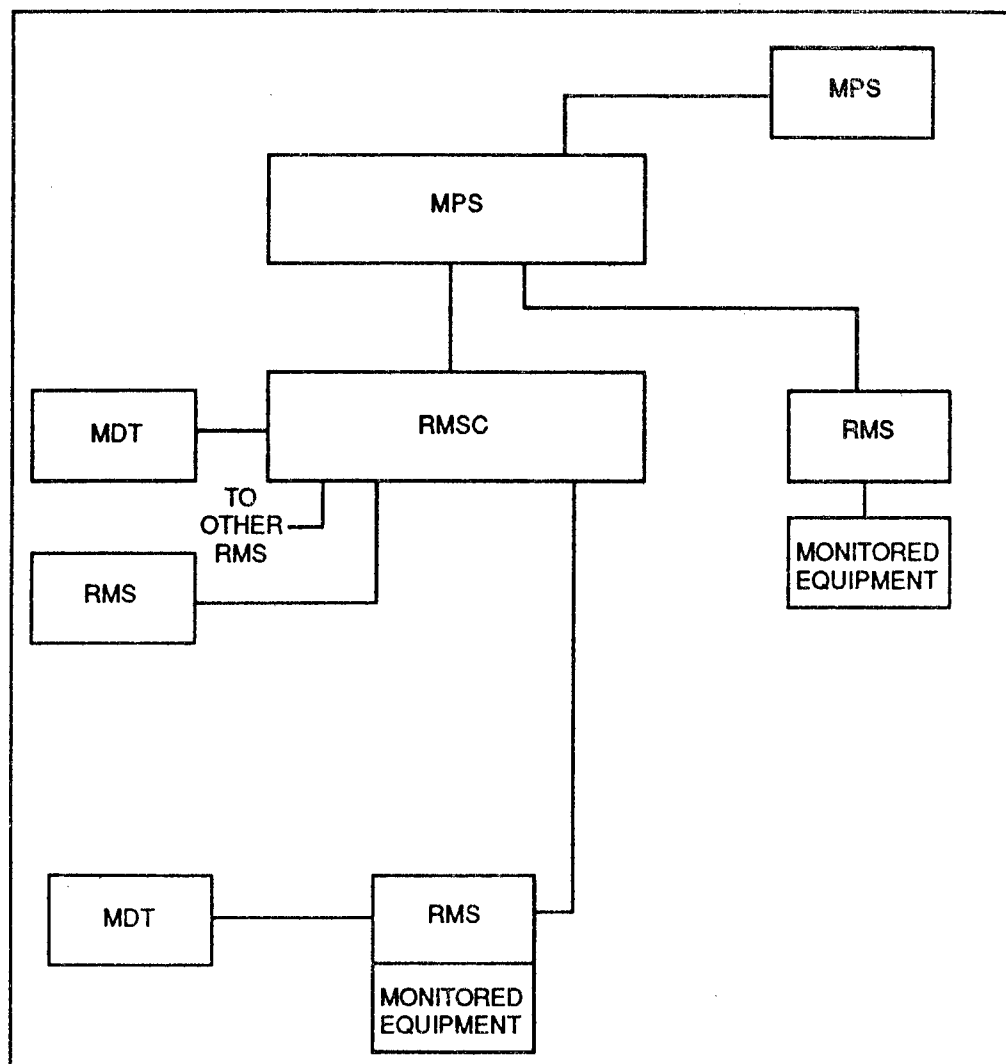 MPS
MPS
MDT
RMSC
RMS
TO
OTHER
RMS
MONITORED
EQUIPMENT
RMS
MDT
RMS
MONITORED
EQUIPMENT